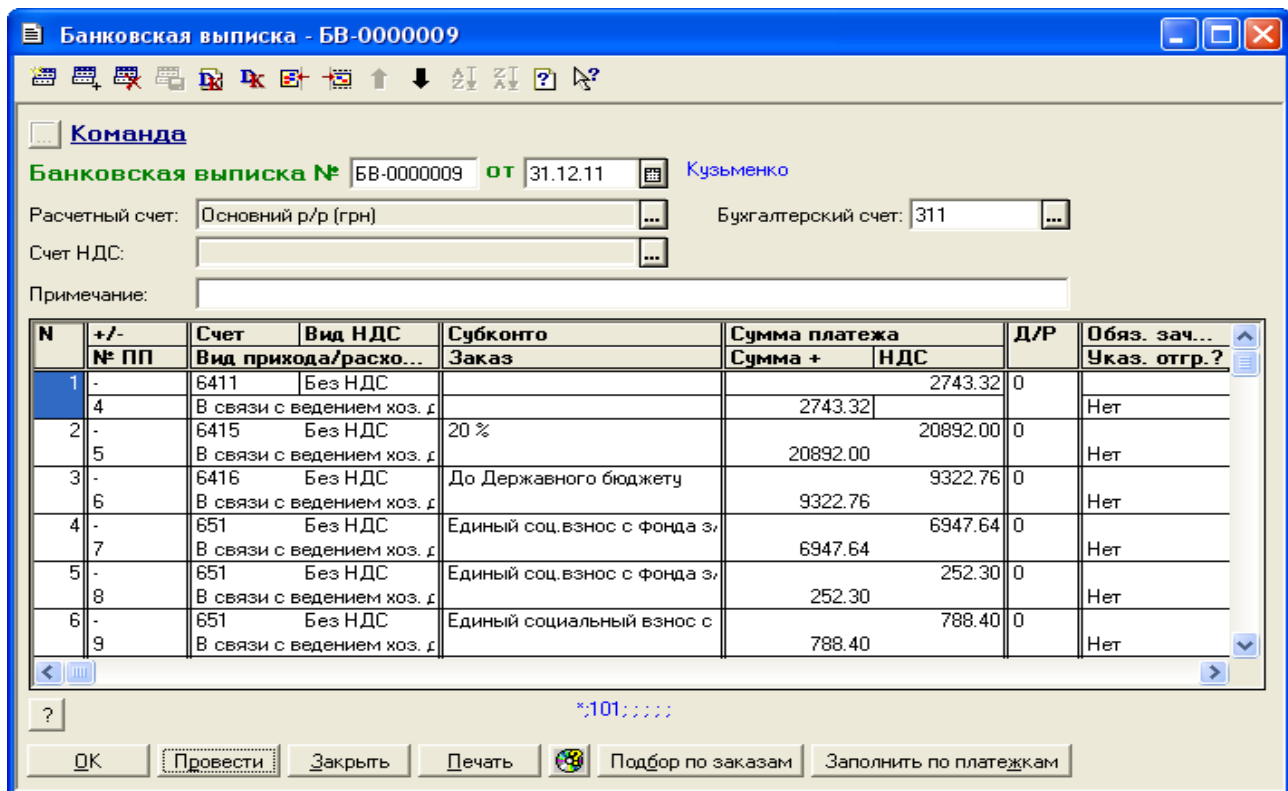 Банковская выписка - БВ-0000009
Команда
Банковская выписка № БВ-0000009 от 31.12.11 Кузьменко
Расчетный счет: Основний р/р (грн) ... Бухгалтерский счет: 311 ...
Счет НДС: ...
Примечание:
N +/- Счет Вид НДС Субконто Сумма платежа Д/Р Обяз. зач...
№ ПП Вид прихода/расхо... Заказ Сумма + НДС Указ. отгр.?
1 - 6411 Без НДС 2743.32 0
4 В связи с ведением хоз. д 2743.32 Нет
2 - 6415 Без НДС 20 % 20892.00 0
5 В связи с ведением хоз. д 20892.00 Нет
3 - 6416 Без НДС До Державного бюджету 9322.76 0
6 В связи с ведением хоз. д 9322.76 Нет
4 - 651 Без НДС Единый соц.взнос с фонда з/ 6947.64 0
7 В связи с ведением хоз. д 6947.64 Нет
5 - 651 Без НДС Единый соц.взнос с фонда з/ 252.30 0
8 В связи с ведением хоз. д 252.30 Нет
6 - 651 Без НДС Единый социальный взнос с 788.40 0
9 В связи с ведением хоз. д 788.40 Нет
? *;101; ; ; ; ;
OK Провести Закрыть Печать Подбор по заказам Заполнить по платежкам